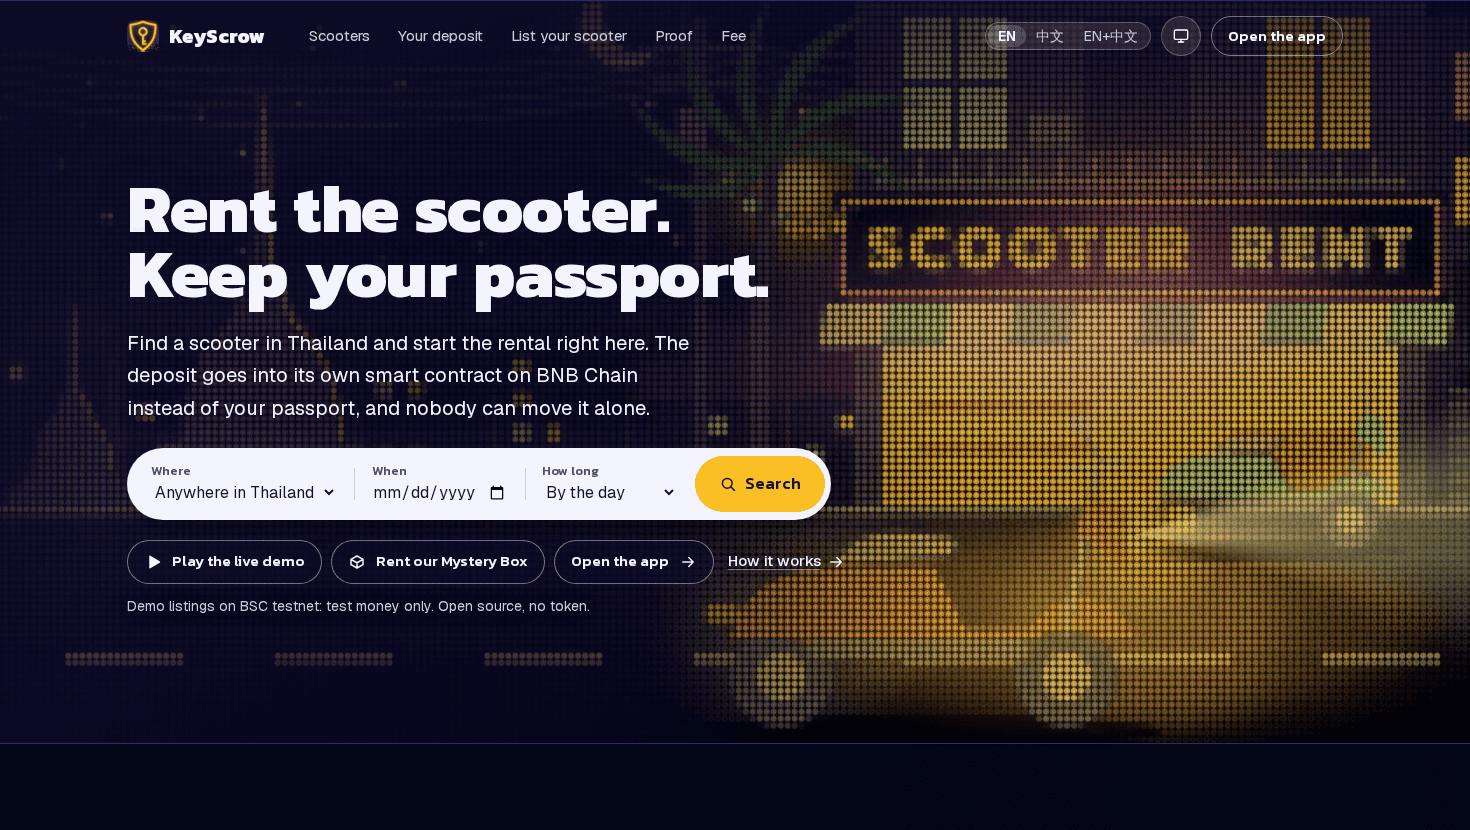 KeyScrow
Scooters
Your deposit
List your scooter
Proof
Fee
EN
中文
EN+中文
Open the app
SCOOTER RENT
Rent the scooter.
Keep your passport.
Find a scooter in Thailand and start the rental right here. The
deposit goes into its own smart contract on BNB Chain
instead of your passport, and nobody can move it alone.
Where
Anywhere in Thailand
When
mm/dd/yyyy
How long
By the day
Search
Play the live demo
Rent our Mystery Box
Open the app
How it works
Demo listings on BSC testnet: test money only. Open source, no token.